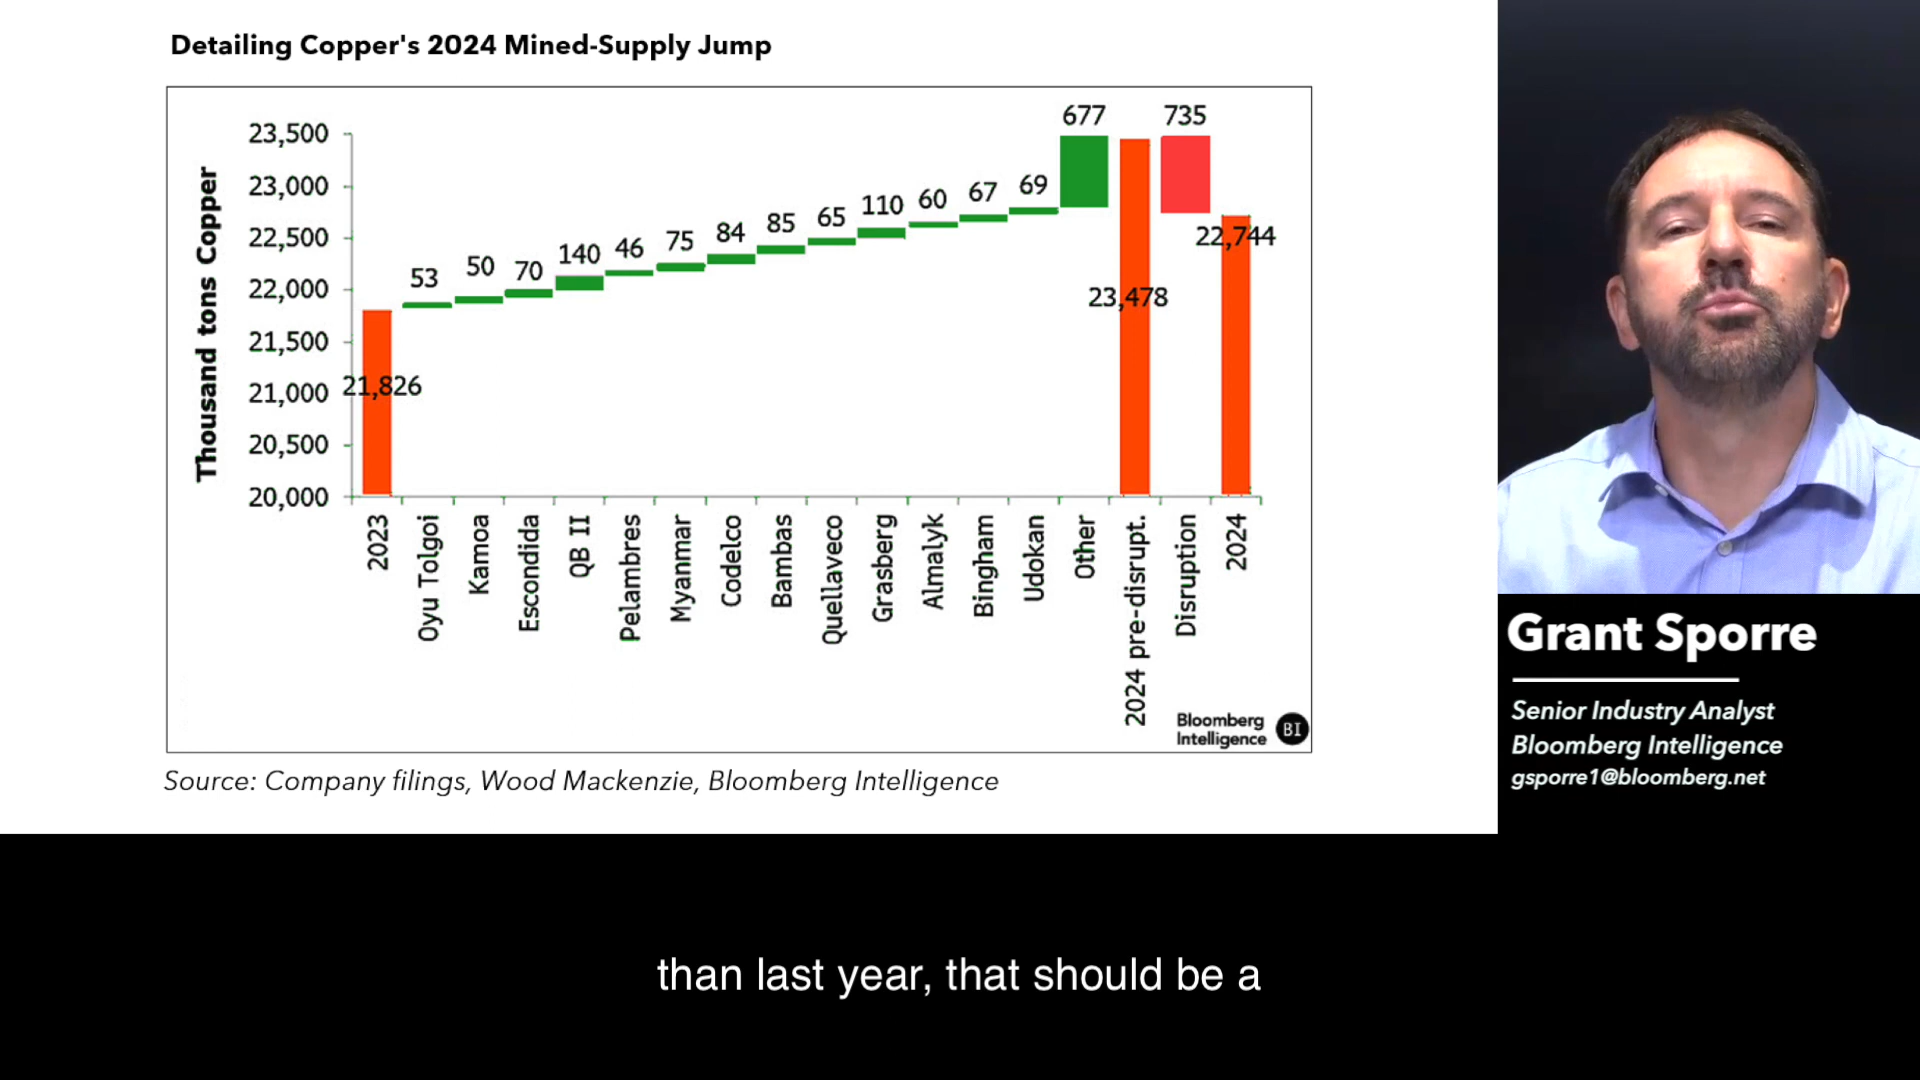 Detailing Copper's 2024 Mined-Supply Jump
Thousand tons Copper
23,500
23,000
22,500
22,000
21,500
21,000
20,500
20,000
21,826
53
50
70
140
46
75
84
85
65
110
60
67
69
677
23,478
735
22,744
2023
Oyu Tolgoi
Kamoa
Escondida
QB II
Pelambres
Myanmar
Codelco
Bambas
Quellaveco
Grasberg
Almalyk
Bingham
Udokan
Other
2024 pre-disrupt.
Disruption
2024
Bloomberg
Intelligence
BI
Source: Company filings, Wood Mackenzie, Bloomberg Intelligence
Grant Sporre
Senior Industry Analyst
Bloomberg Intelligence
gsporre1@bloomberg.net
than last year, that should be a